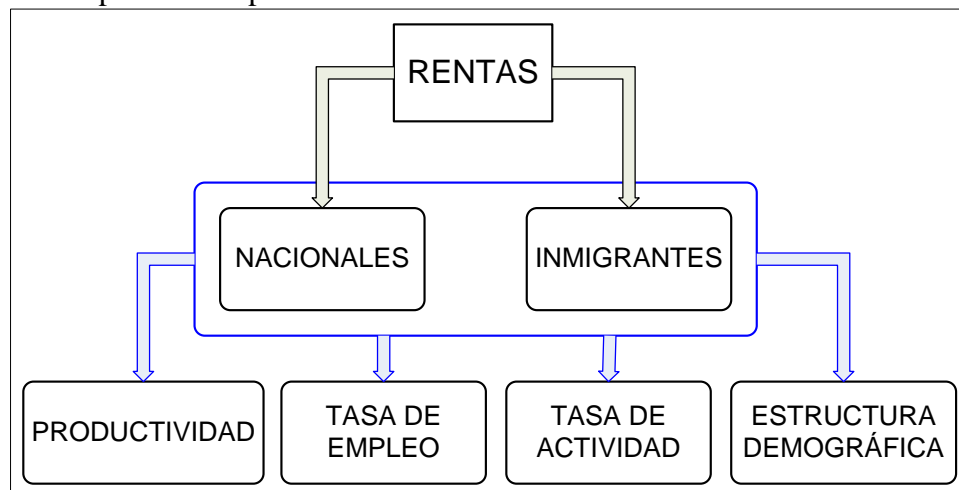 RENTAS
NACIONALES
INMIGRANTES
PRODUCTIVIDAD
TASA DE
EMPLEO
TASA DE
ACTIVIDAD
ESTRUCTURA
DEMOGRÁFICA